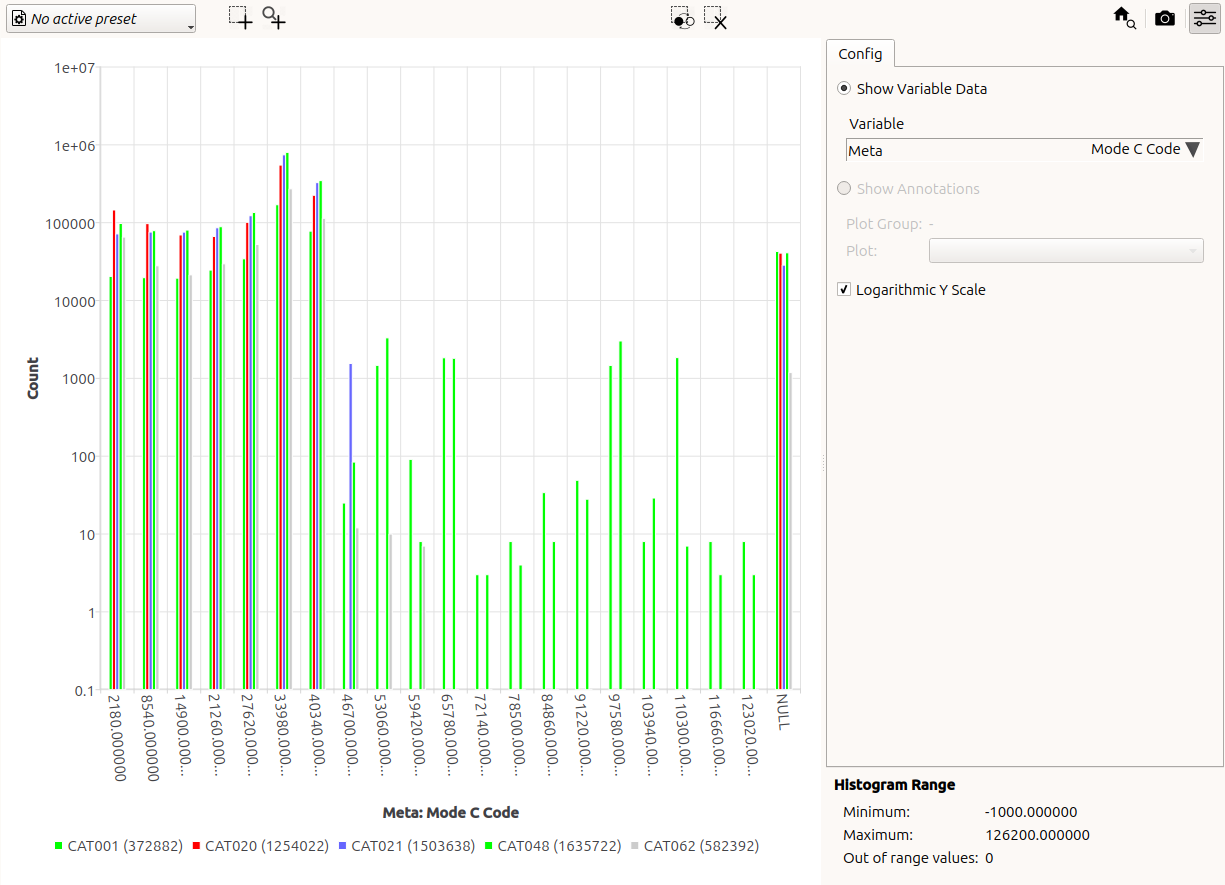 No active preset
Config
Show Variable Data
Variable
Meta
Mode C Code
Show Annotations
Plot Group: -
Plot:
Logarithmic Y Scale
1e+07
1e+06
100000
10000
1000
100
10
1
0.1
Count
2186.000000
8540.000000
14900.000...
21260.000...
27620.000...
33980.000...
40340.000...
46700.000...
53060.000...
59420.000...
65780.000...
72140.000...
78500.000...
84860.000...
91220.000...
97580.000...
103940.00...
110300.00...
116660.00...
123020.00...
NULL
Meta: Mode C Code
CAT001 (372882) CAT020 (1254022) CAT021 (1503638) CAT048 (1635722) CAT062 (582392)
Histogram Range
Minimum: -1000.000000
Maximum: 126200.000000
Out of range values: 0